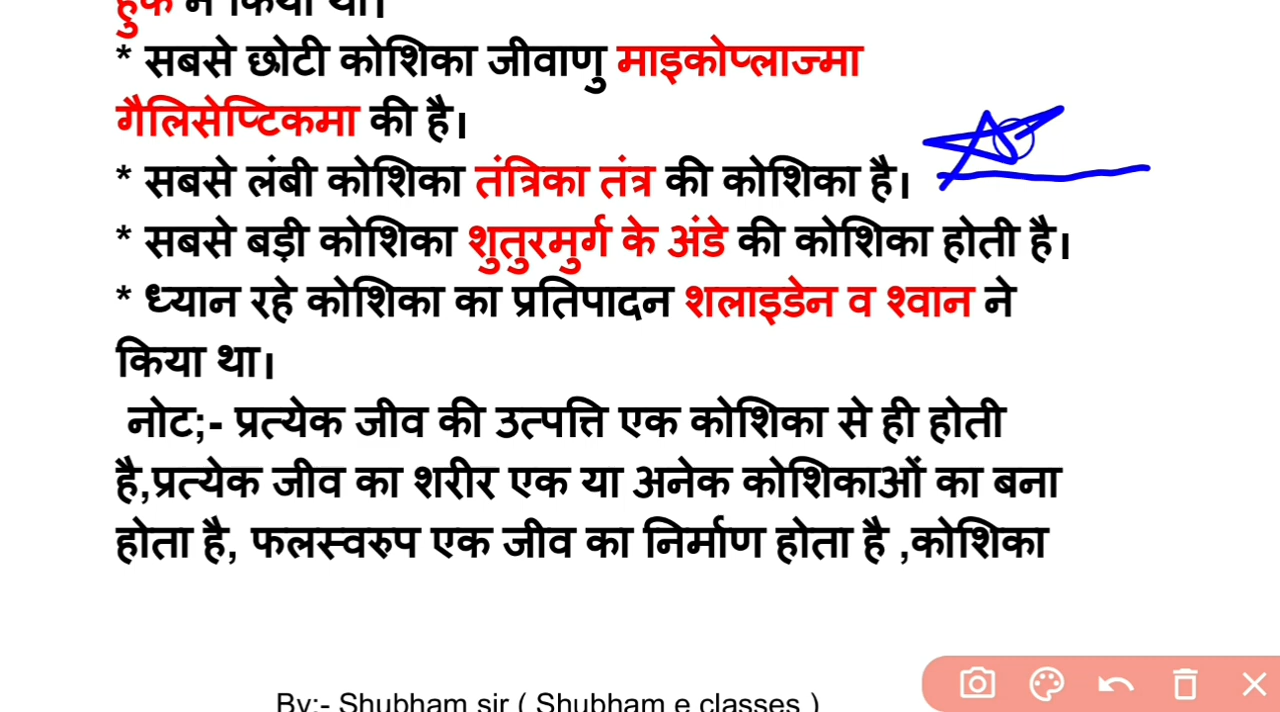 हुक ने किया था।
* सबसे छोटी कोशिका जीवाणु माइकोप्लाज्मा
गैलिसेप्टिकमा की है।
* सबसे लंबी कोशिका तंत्रिका तंत्र की कोशिका है।
* सबसे बड़ी कोशिका शुतुरमुर्ग के अंडे की कोशिका होती है।
* ध्यान रहे कोशिका का प्रतिपादन शलाइडेन व श्वान ने
किया था।
नोट;- प्रत्येक जीव की उत्पत्ति एक कोशिका से ही होती
है,प्रत्येक जीव का शरीर एक या अनेक कोशिकाओं का बना
होता है, फलस्वरुप एक जीव का निर्माण होता है ,कोशिका
By:- Shubham sir ( Shubham e classes )